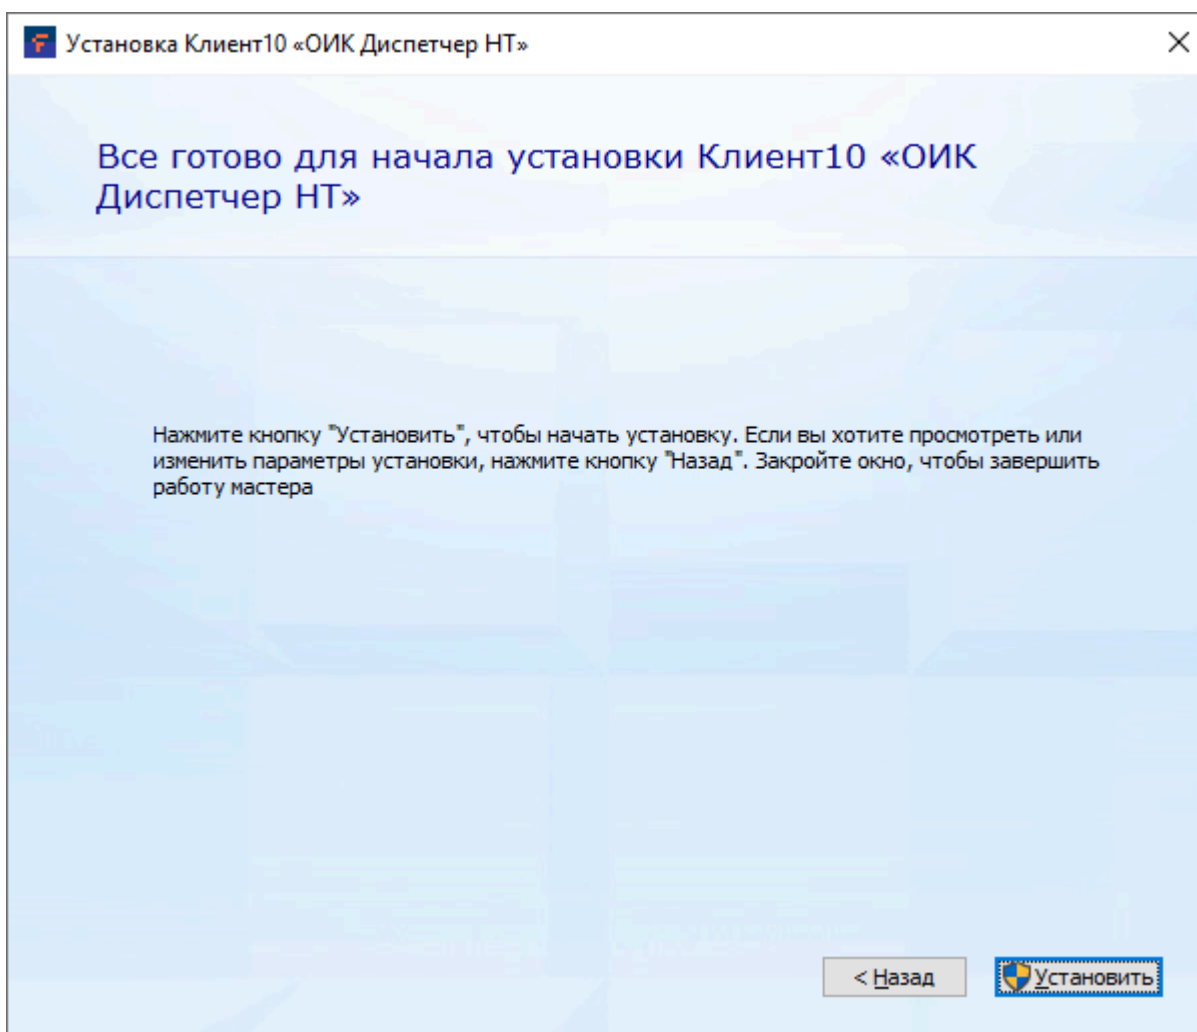 Установка Клиент10 «ОИК Диспетчер НТ»
Все готово для начала установки Клиент10 «ОИК
Диспетчер НТ»
Нажмите кнопку "Установить", чтобы начать установку. Если вы хотите просмотреть или
изменить параметры установки, нажмите кнопку "Назад". Закройте окно, чтобы завершить
работу мастера
< Назад
Установить